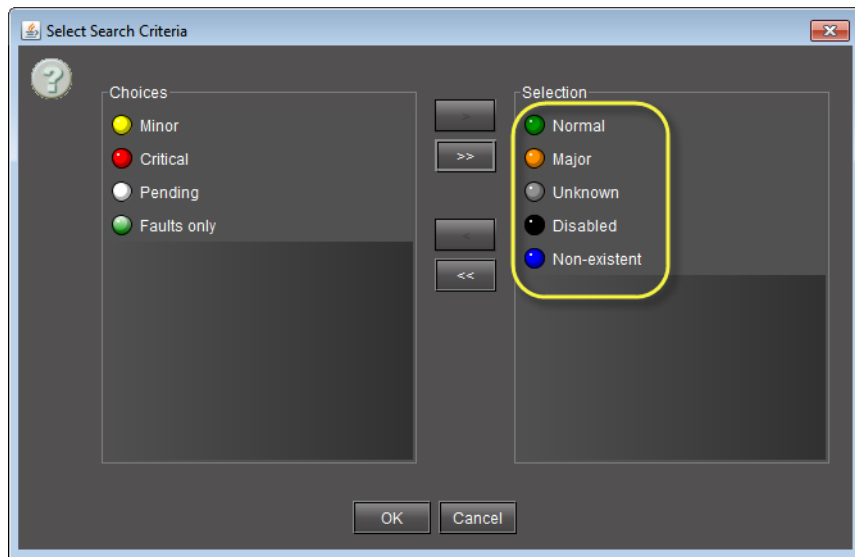 Select Search Criteria
Choices
Minor
Critical
Pending
Faults only
>
>>
<
<<
Selection
Normal
Major
Unknown
Disabled
Non-existent
OK
Cancel